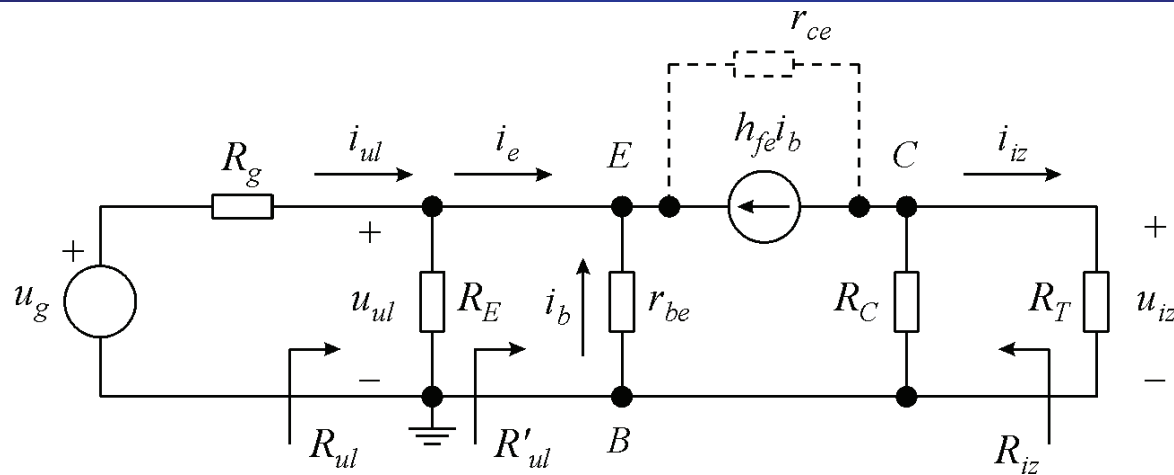 r_ce
h_fe i_b
i_ul i_e E C i_iz
R_g
+ + +
u_g u_ul R_E i_b r_be R_C R_T u_iz
− −
R_ul R'_ul B R_iz